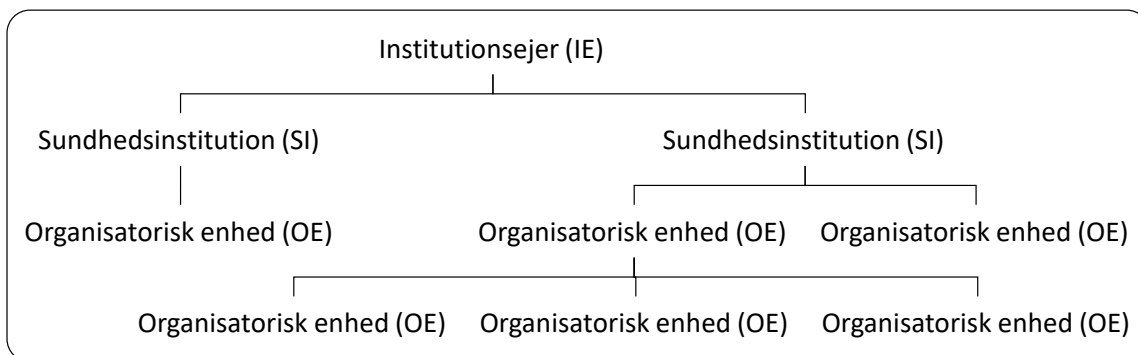 Institutionsejer (IE)
Sundhedsinstitution (SI) Sundhedsinstitution (SI)
Organisatorisk enhed (OE) Organisatorisk enhed (OE) Organisatorisk enhed (OE)
Organisatorisk enhed (OE) Organisatorisk enhed (OE) Organisatorisk enhed (OE)